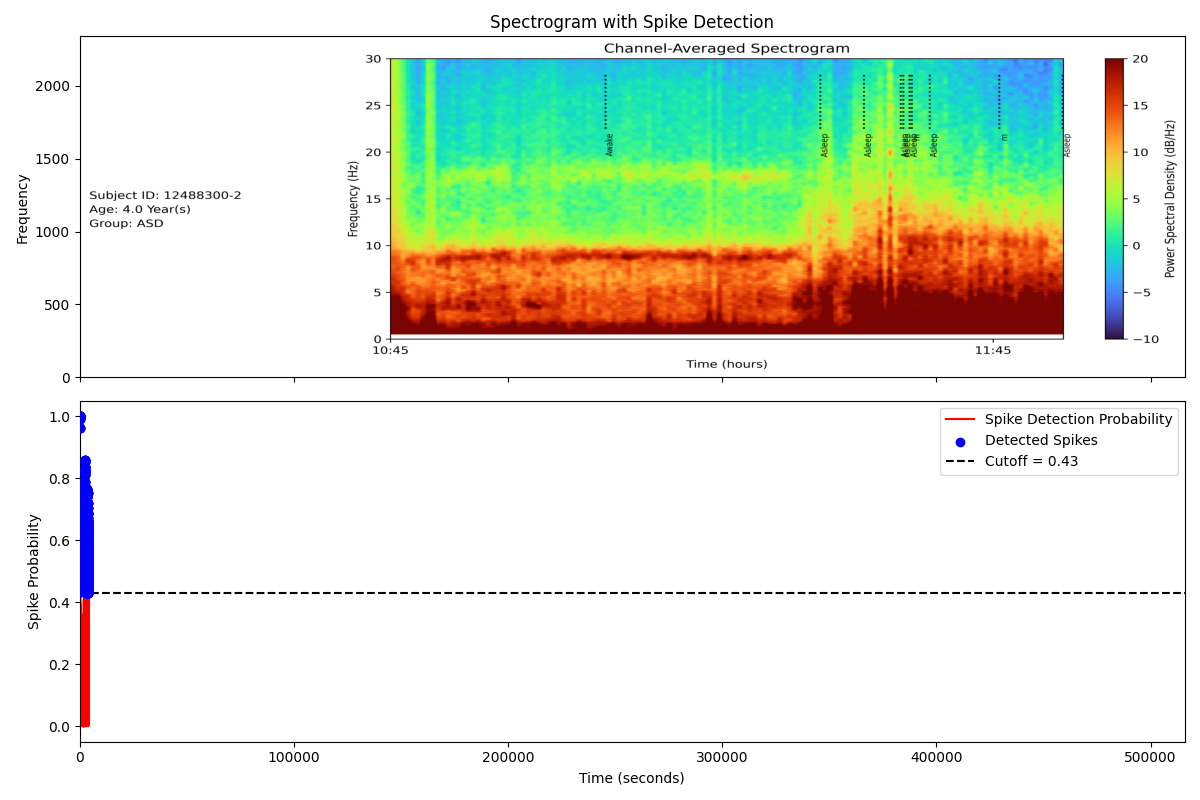 Spectrogram with Spike Detection
Channel-Averaged Spectrogram
Frequency
2000
1500
1000
500
0
Subject ID: 12488300-2
Age: 4.0 Year(s)
Group: ASD
Frequency (Hz)
30
25
20
15
10
5
0
Awake
Asleep
Asleep
Asleep
Asleep
Asleep
Asleep
m
Asleep
10:45
11:45
Time (hours)
20
15
10
5
0
−5
−10
Power Spectral Density (dB/Hz)
Spike Probability
1.0
0.8
0.6
0.4
0.2
0.0
Spike Detection Probability
Detected Spikes
Cutoff = 0.43
0
100000
200000
300000
400000
500000
Time (seconds)